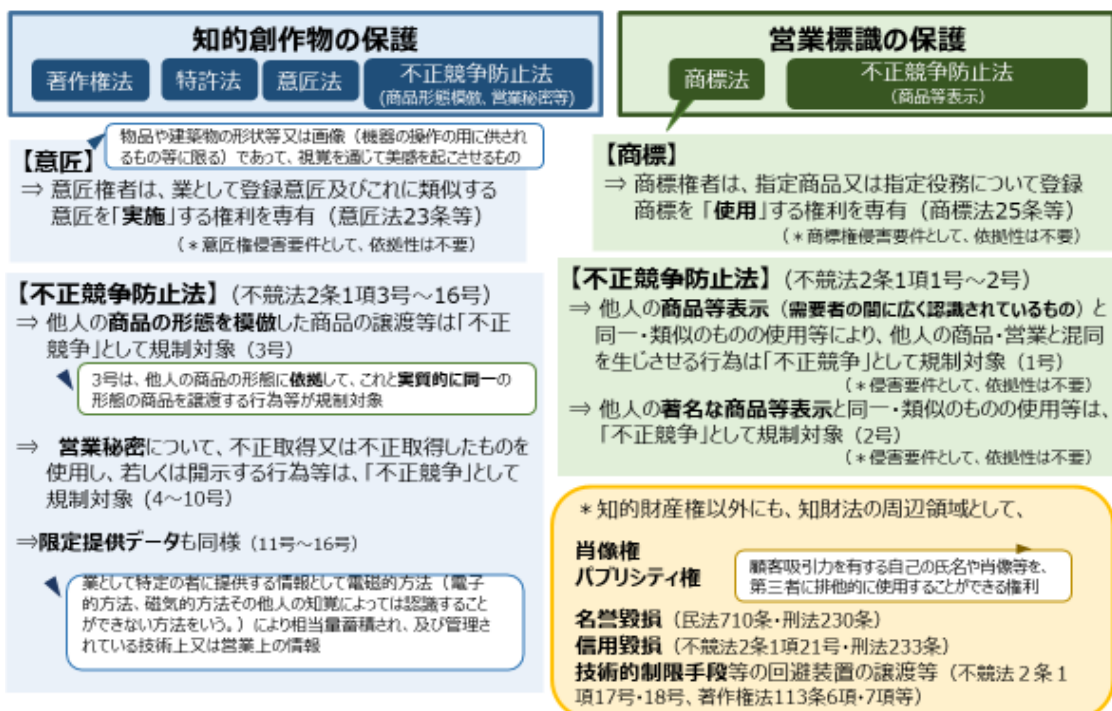 知的創作物の保護
著作権法
特許法
意匠法
不正競争防止法
(商品形態模倣、営業秘密等)
物品や建築物の形状等又は画像（機器の操作の用に供され
るもの等に限る）であって、視覚を通じて美感を起こさせるもの
【意匠】
⇒ 意匠権者は、業として登録意匠及びこれに類似する
意匠を「実施」する権利を専有（意匠法23条等）
（＊意匠権侵害要件として、依拠性は不要）
【不正競争防止法】（不競法2条1項3号～16号）
⇒ 他人の商品の形態を模倣した商品の譲渡等は「不正
競争」として規制対象（3号）
3号は、他人の商品の形態に依拠して、これと実質的に同一の
形態の商品を譲渡する行為等が規制対象
⇒ 営業秘密について、不正取得又は不正取得したものを
使用し、若しくは開示する行為等は、「不正競争」として
規制対象（4～10号）
⇒限定提供データも同様（11号～16号）
業として特定の者に提供する情報として電磁的方法（電子
的方法、磁気的方法その他人の知覚によっては認識すること
ができない方法をいう。）により相当量蓄積され、及び管理さ
れている技術上又は営業上の情報
営業標識の保護
商標法
不正競争防止法
(商品等表示)
【商標】
⇒ 商標権者は、指定商品又は指定役務について登録
商標を「使用」する権利を専有（商標法25条等）
（＊商標権侵害要件として、依拠性は不要）
【不正競争防止法】（不競法2条1項1号～2号）
⇒ 他人の商品等表示（需要者の間に広く認識されているもの）と
同一・類似のものの使用等により、他人の商品・営業と混同
を生じさせる行為は「不正競争」として規制対象（1号）
（＊侵害要件として、依拠性は不要）
⇒ 他人の著名な商品等表示と同一・類似のものの使用等は、
「不正競争」として規制対象（2号）
（＊侵害要件として、依拠性は不要）
＊知的財産権以外にも、知財法の周辺領域として、
肖像権
パブリシティ権
顧客吸引力を有する自己の氏名や肖像等を、
第三者に排他的に使用することができる権利
名誉毀損（民法710条・刑法230条）
信用毀損（不競法2条1項21号・刑法233条）
技術的制限手段等の回避装置の譲渡等（不競法２条１
項17号・18号、著作権法113条6項・7項等）